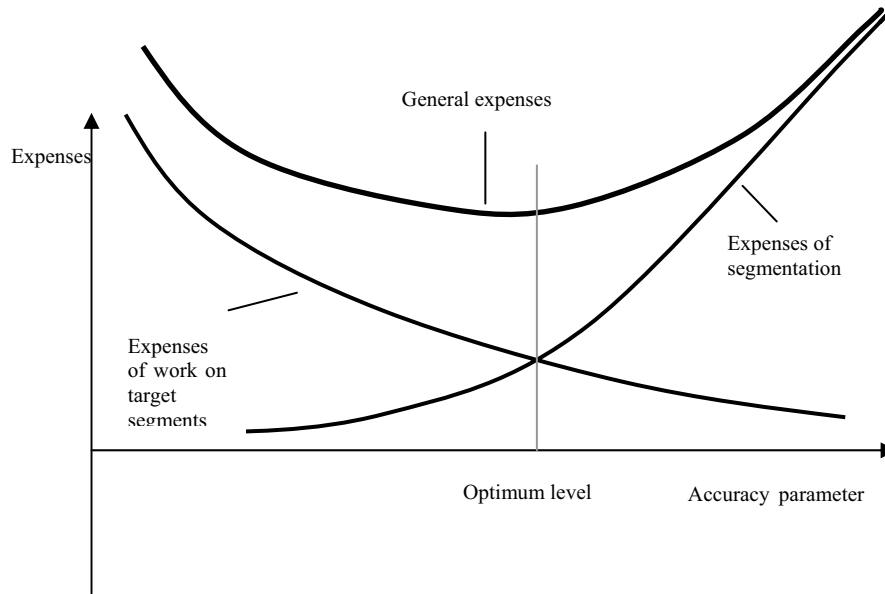 General expenses
Expenses
Expenses of
segmentation
Expenses
of work on
target
segments
Optimum level
Accuracy parameter